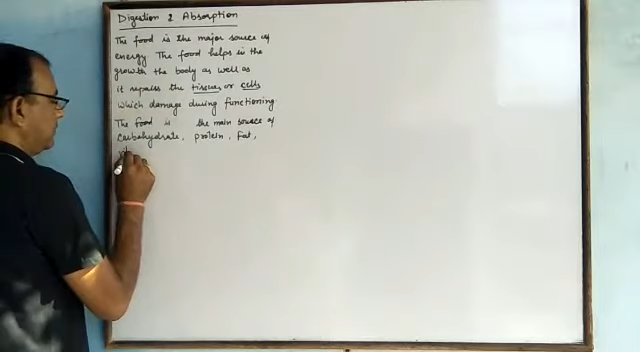 Digestion & Absorption
The food is the major source of
energy The food helps in the
growth the body as well as
it repairs the tissues or cells
which damage during functioning
The food is the main source of
carbohydrate, protein, Fat,